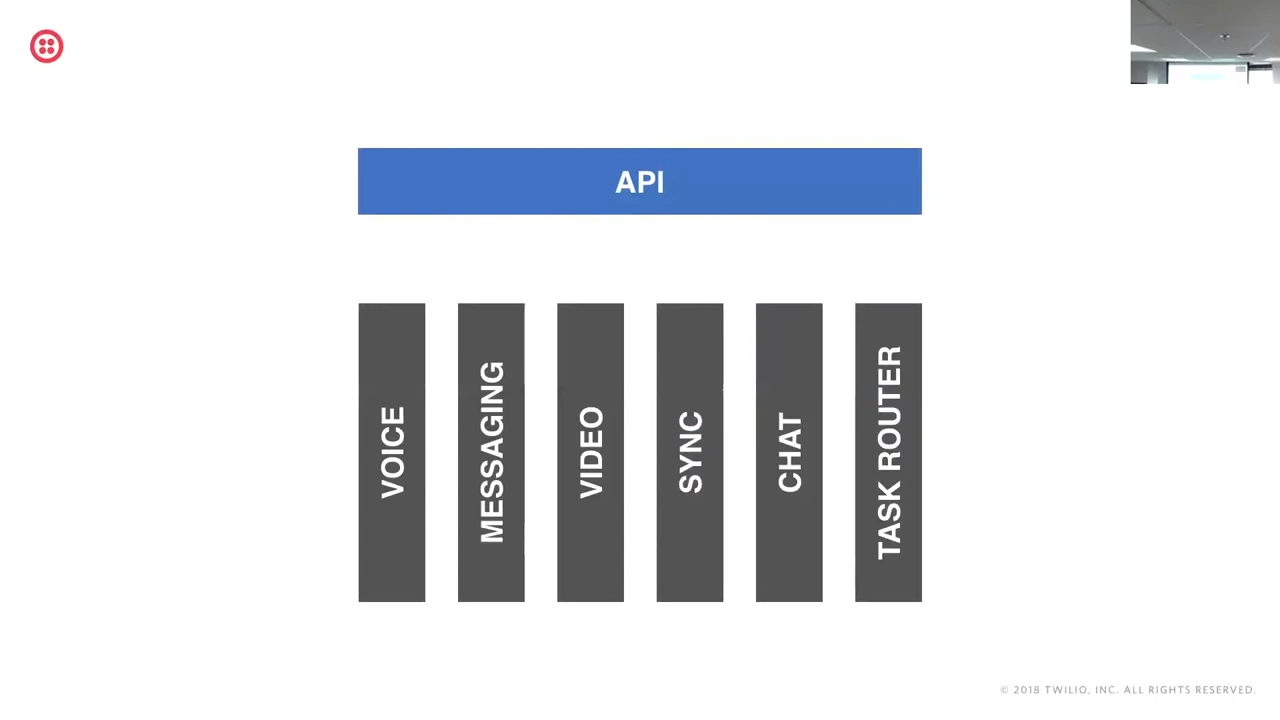 API
VOICE
MESSAGING
VIDEO
SYNC
CHAT
TASK ROUTER
© 2018 TWILIO, INC. ALL RIGHTS RESERVED.